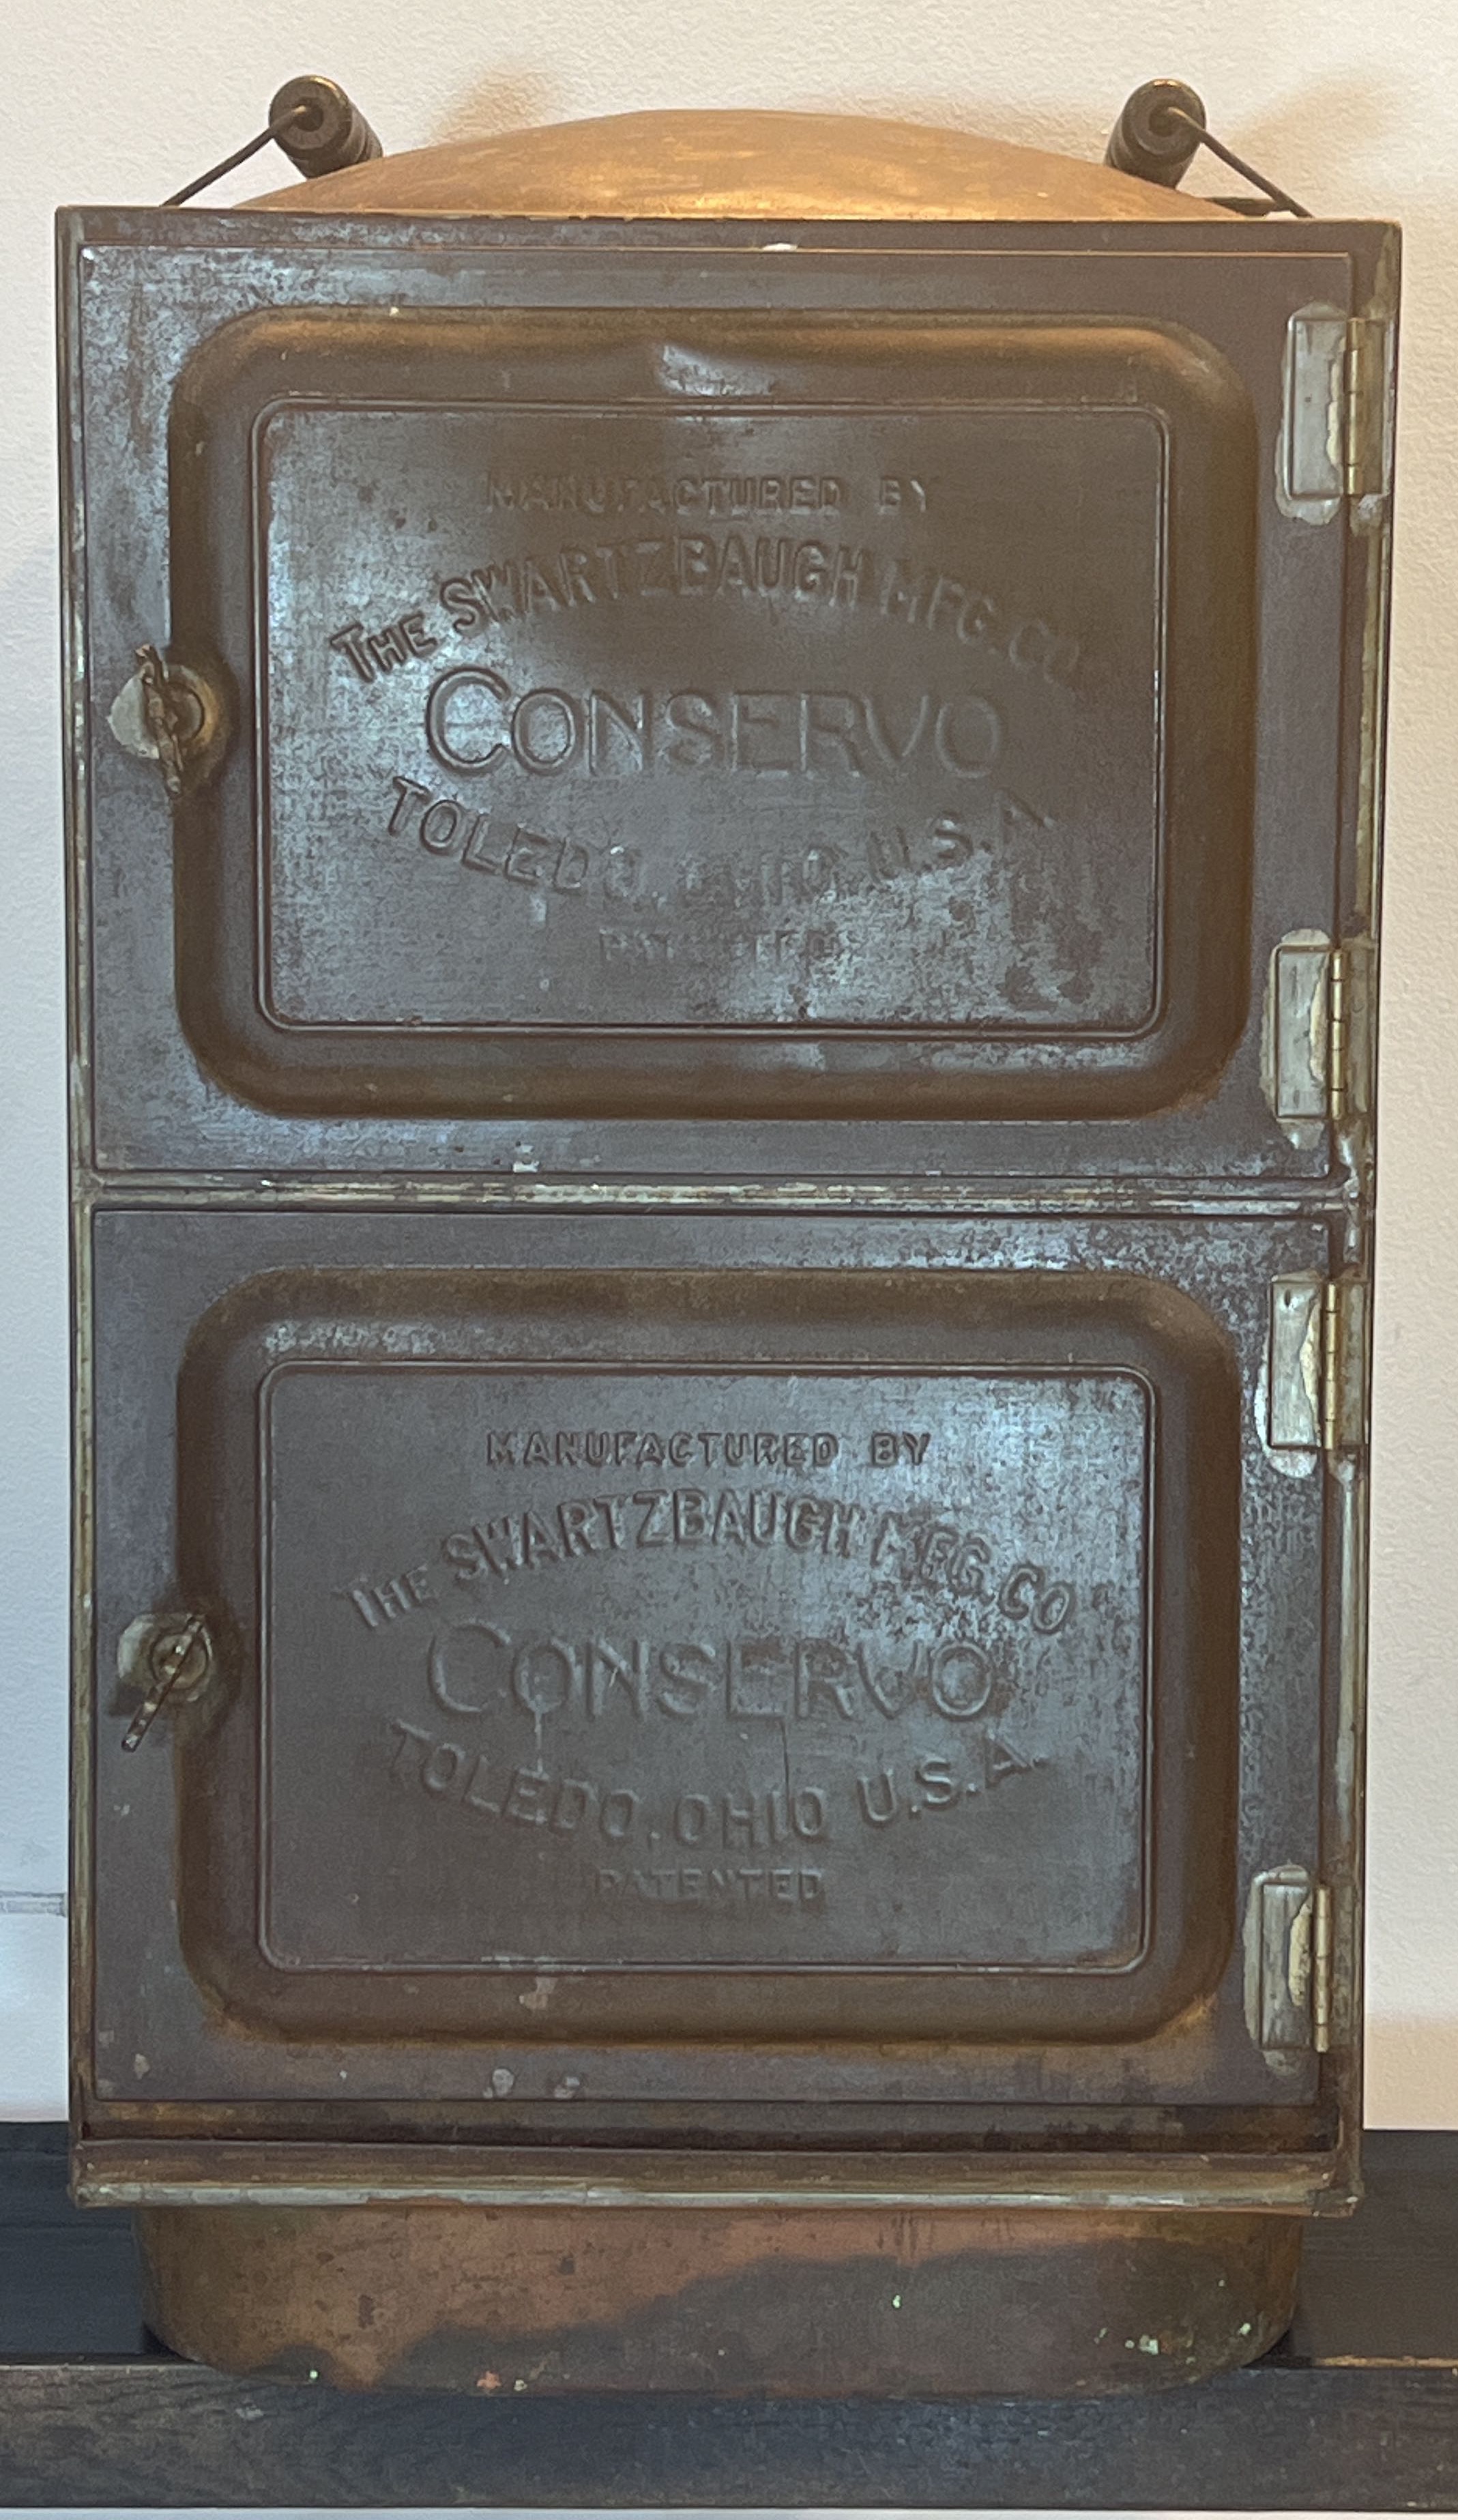 MANUFACTURED BY
THE SWARTZBAUGH MFG. CO.
CONSERVO
TOLEDO, OHIO U.S.A.
PATENTED
MANUFACTURED BY
THE SWARTZBAUGH MFG. CO
CONSERVO
TOLEDO, OHIO U.S.A.
PATENTED